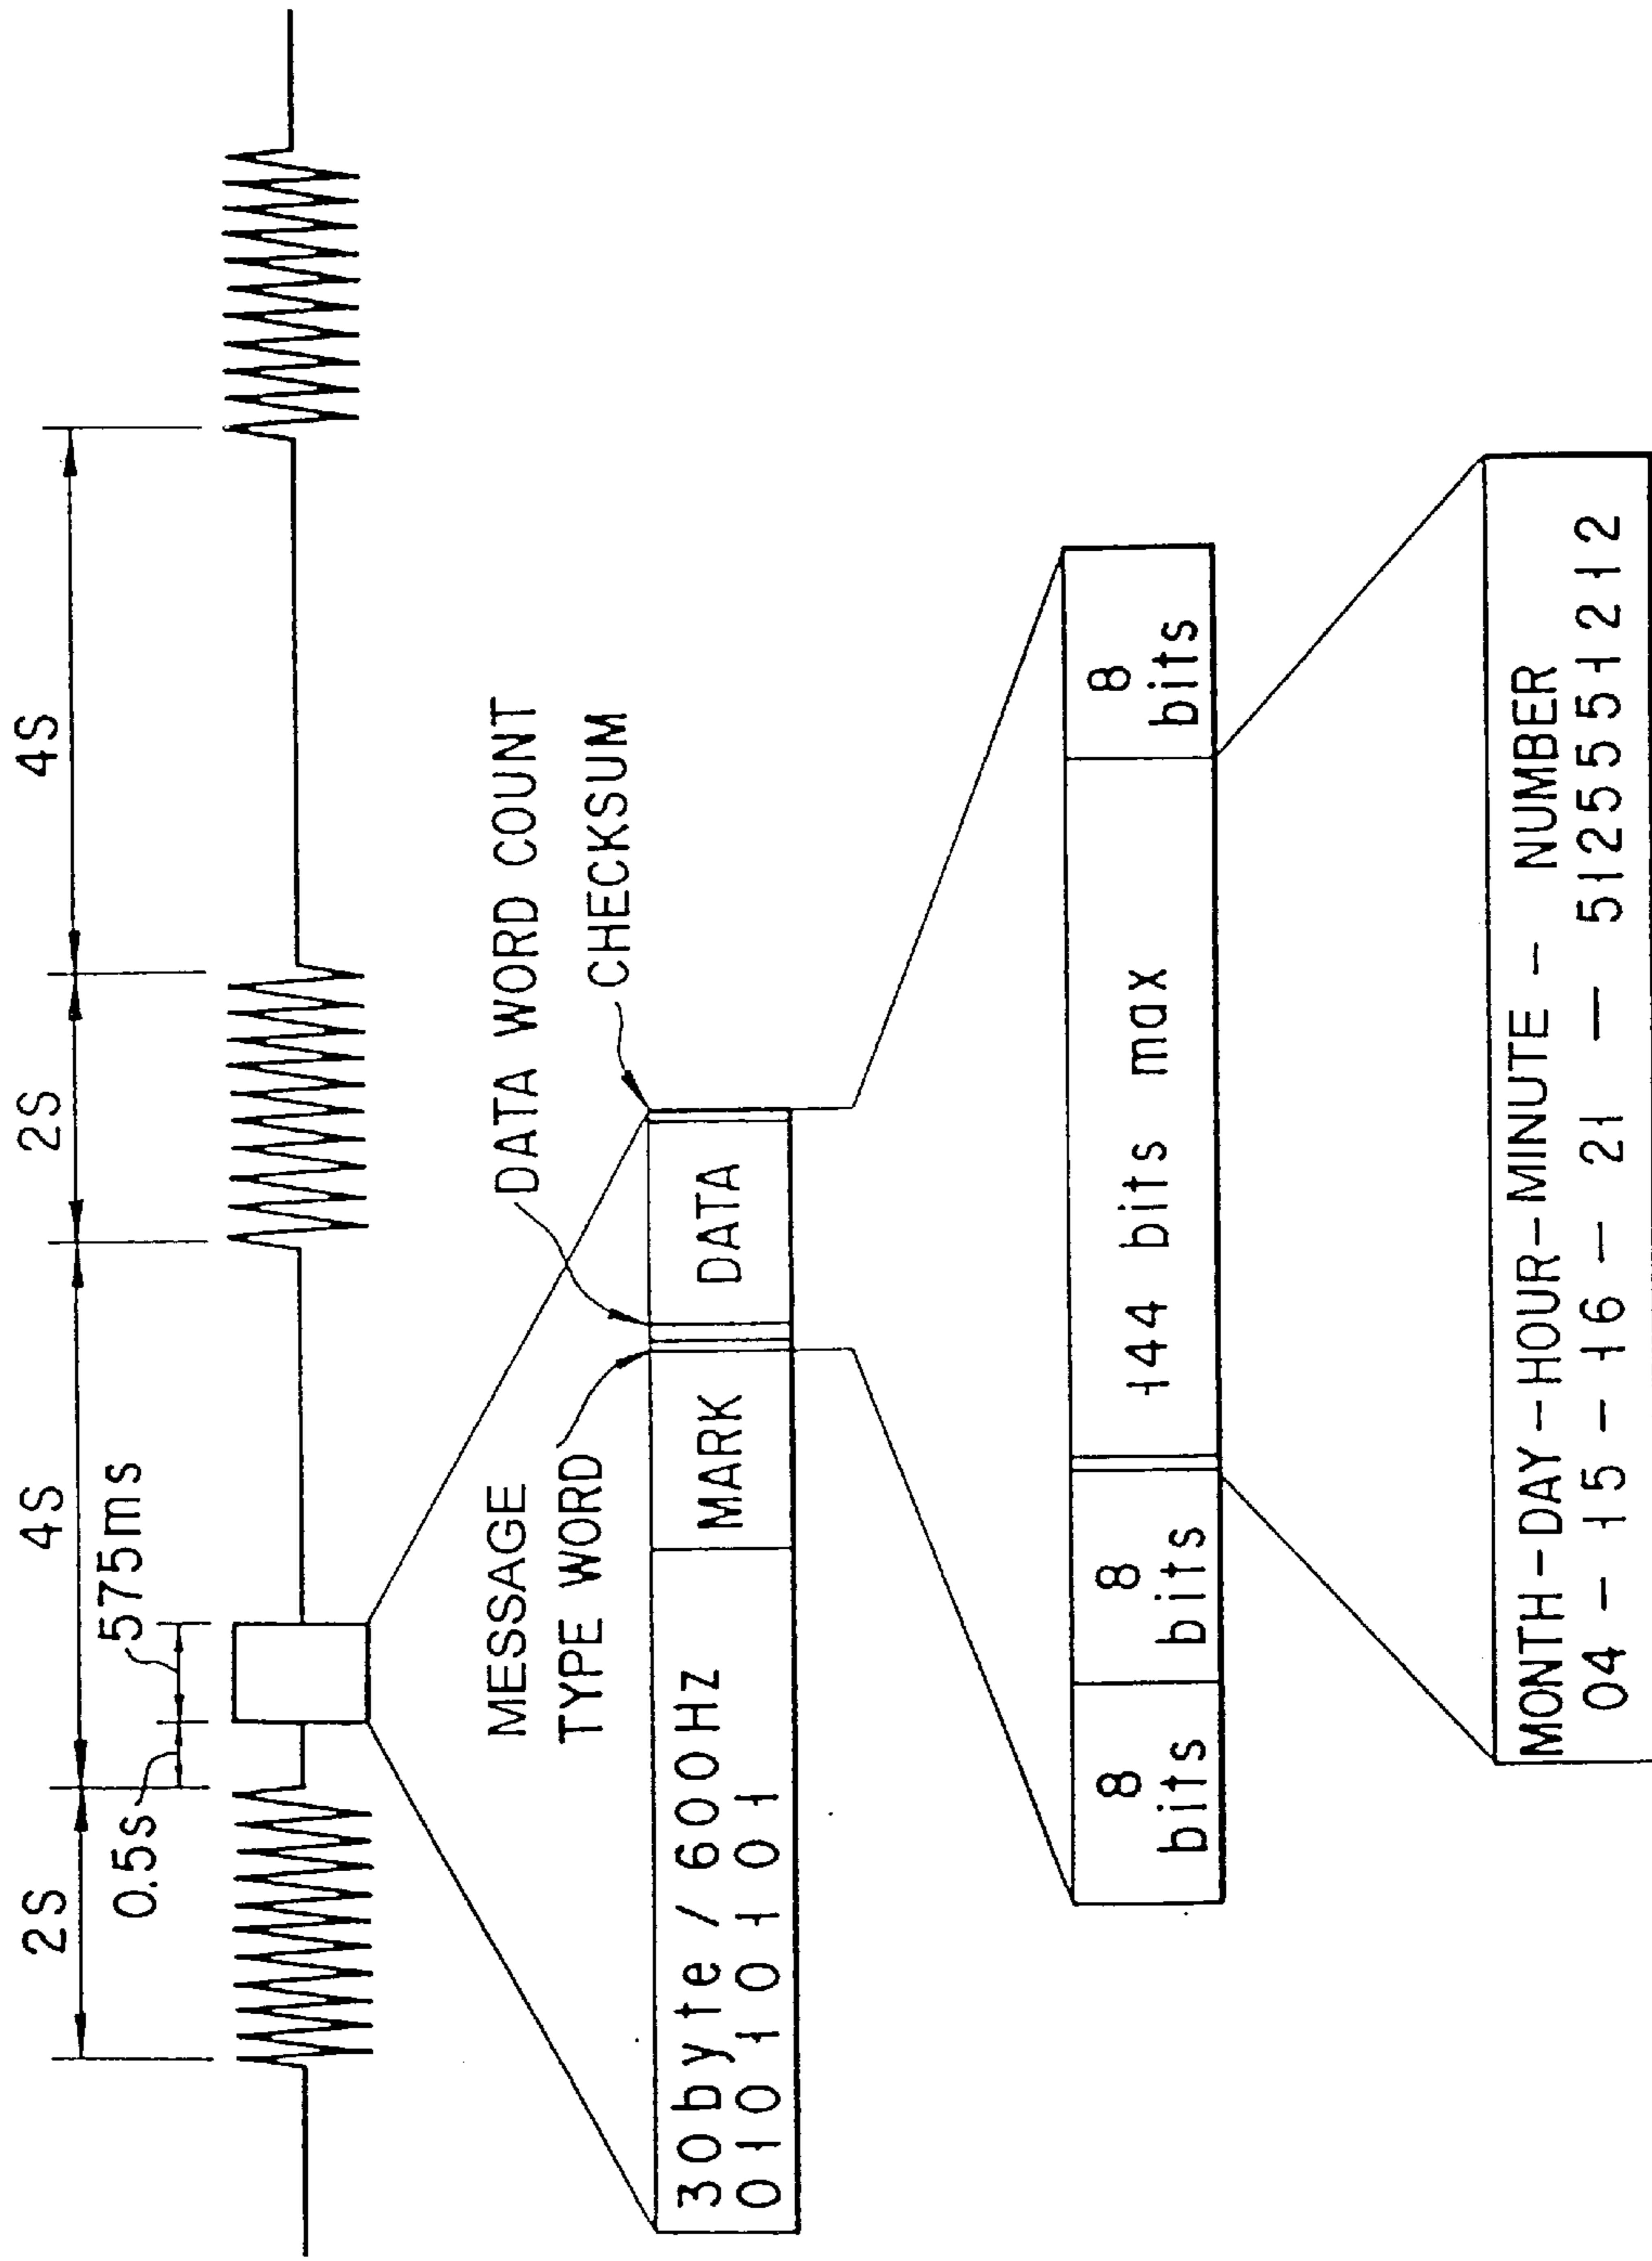 2S
4S
2S
4S
0.5s
575ms
MESSAGE
TYPE WORD
DATA WORD COUNT
CHECKSUM
30byte / 600Hz
01010101
MARK
DATA
8
bits
8
bits
144 bits max
8
bits
MONTH-DAY-HOUR-MINUTE - NUMBER
04 - 15 - 16 - 21 - 5125551212